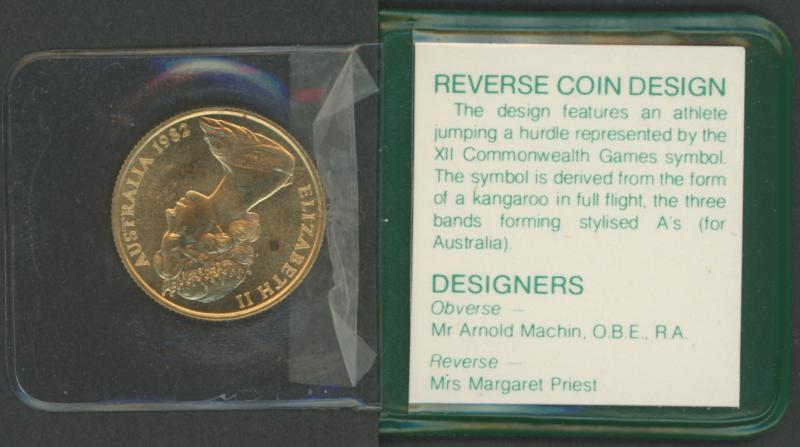 AUSTRALIA 1982
ELIZABETH II
REVERSE COIN DESIGN
The design features an athlete
jumping a hurdle represented by the
XII Commonwealth Games symbol.
The symbol is derived from the form
of a kangaroo in full flight, the three
bands forming stylised A's (for
Australia).
DESIGNERS
Obverse —
Mr Arnold Machin, O.B.E., R.A.
Reverse —
Mrs Margaret Priest